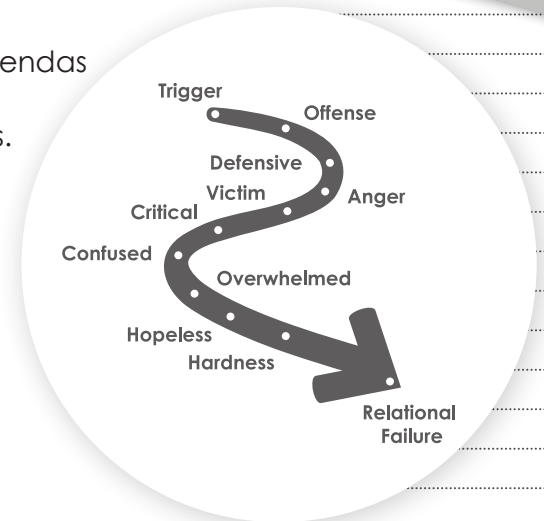 endas
s.
Trigger
Offense
Defensive
Anger
Victim
Critical
Confused
Overwhelmed
Hopeless
Hardness
Relational
Failure